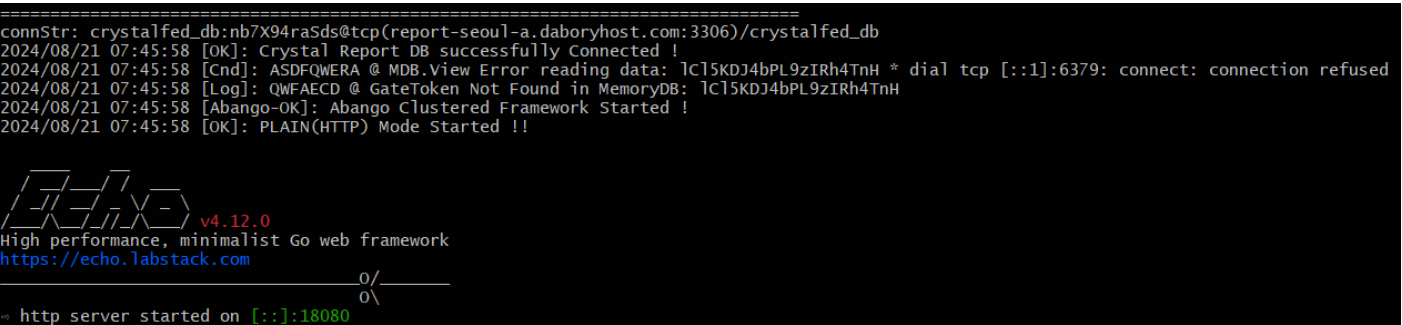 ================================================================================
connStr: crystalfed_db:nb7X94raSds@tcp(report-seoul-a.daboryhost.com:3306)/crystalfed_db
2024/08/21 07:45:58 [OK]: Crystal Report DB successfully Connected !
2024/08/21 07:45:58 [Cnd]: ASDFQWERA @ MDB.View Error reading data: lCl5KDJ4bPL9zIRh4TnH * dial tcp [::1]:6379: connect: connection refused
2024/08/21 07:45:58 [Log]: QWFAECD @ GateToken Not Found in MemoryDB: lCl5KDJ4bPL9zIRh4TnH
2024/08/21 07:45:58 [Abango-OK]: Abango Clustered Framework Started !
2024/08/21 07:45:58 [OK]: PLAIN(HTTP) Mode Started !!
Echo v4.12.0
High performance, minimalist Go web framework
https://echo.labstack.com
____________________________________O/_______
                                    O\
⇨ http server started on [::]:18080